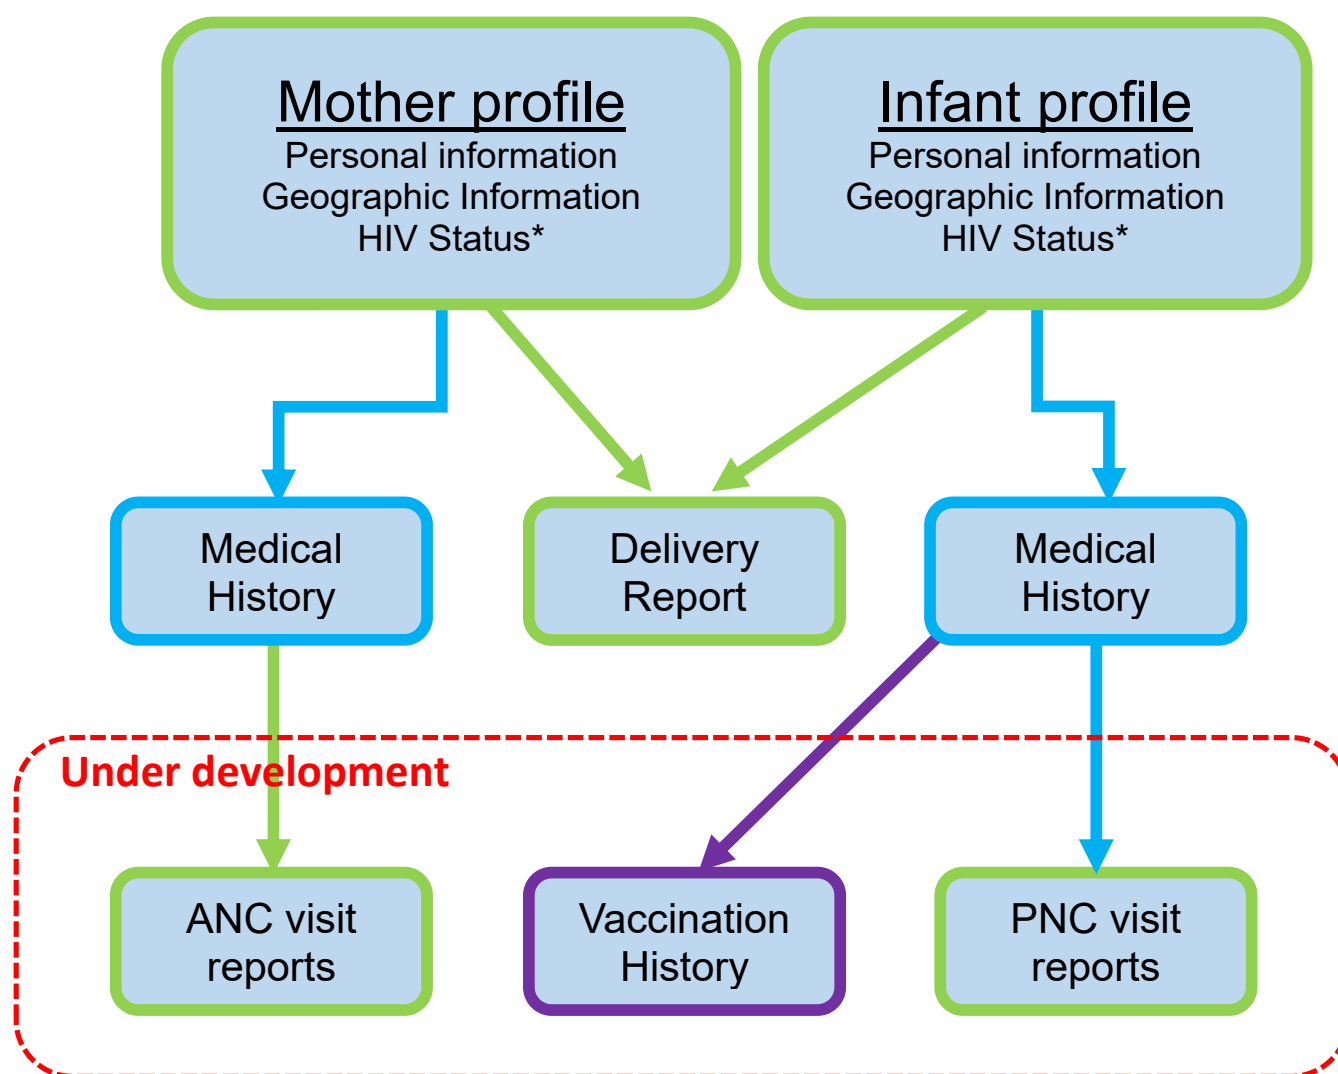 Mother profile
Personal information
Geographic Information
HIV Status*
Infant profile
Personal information
Geographic Information
HIV Status*
Medical
History
Delivery
Report
Medical
History
Under development
ANC visit
reports
Vaccination
History
PNC visit
reports